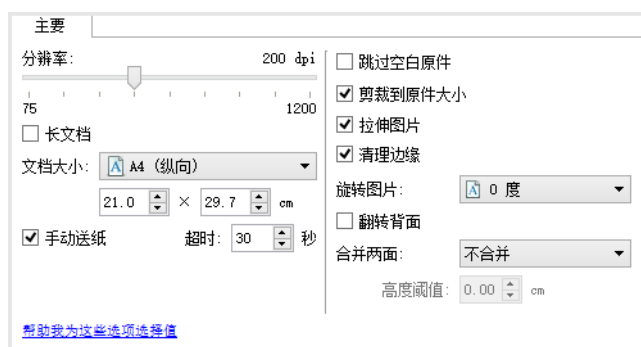 主要
分辨率: 200 dpi
75 1200
长文档
文档大小: A4 (纵向)
21.0 × 29.7 cm
手动送纸 超时: 30 秒
帮助我为这些选项选择值
跳过空白原件
剪裁到原件大小
拉伸图片
清理边缘
旋转图片: 0 度
翻转背面
合并两面: 不合并
高度阈值: 0.00 cm